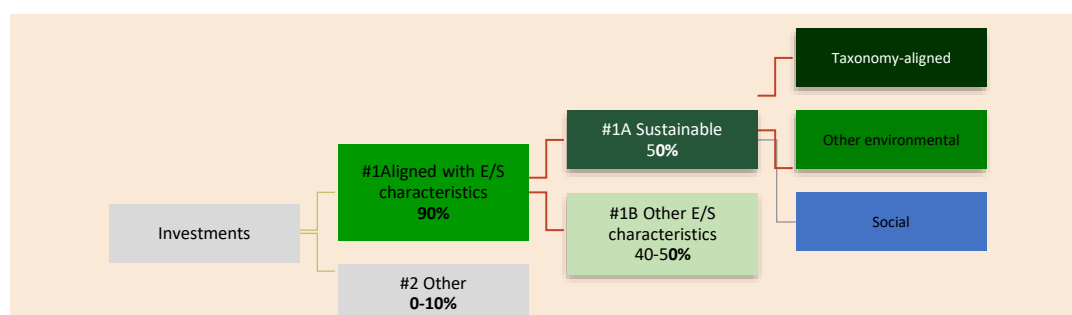 Investments
#1Aligned with E/S
characteristics
90%
#2 Other
0-10%
#1A Sustainable
50%
#1B Other E/S
characteristics
40-50%
Taxonomy-aligned
Other environmental
Social